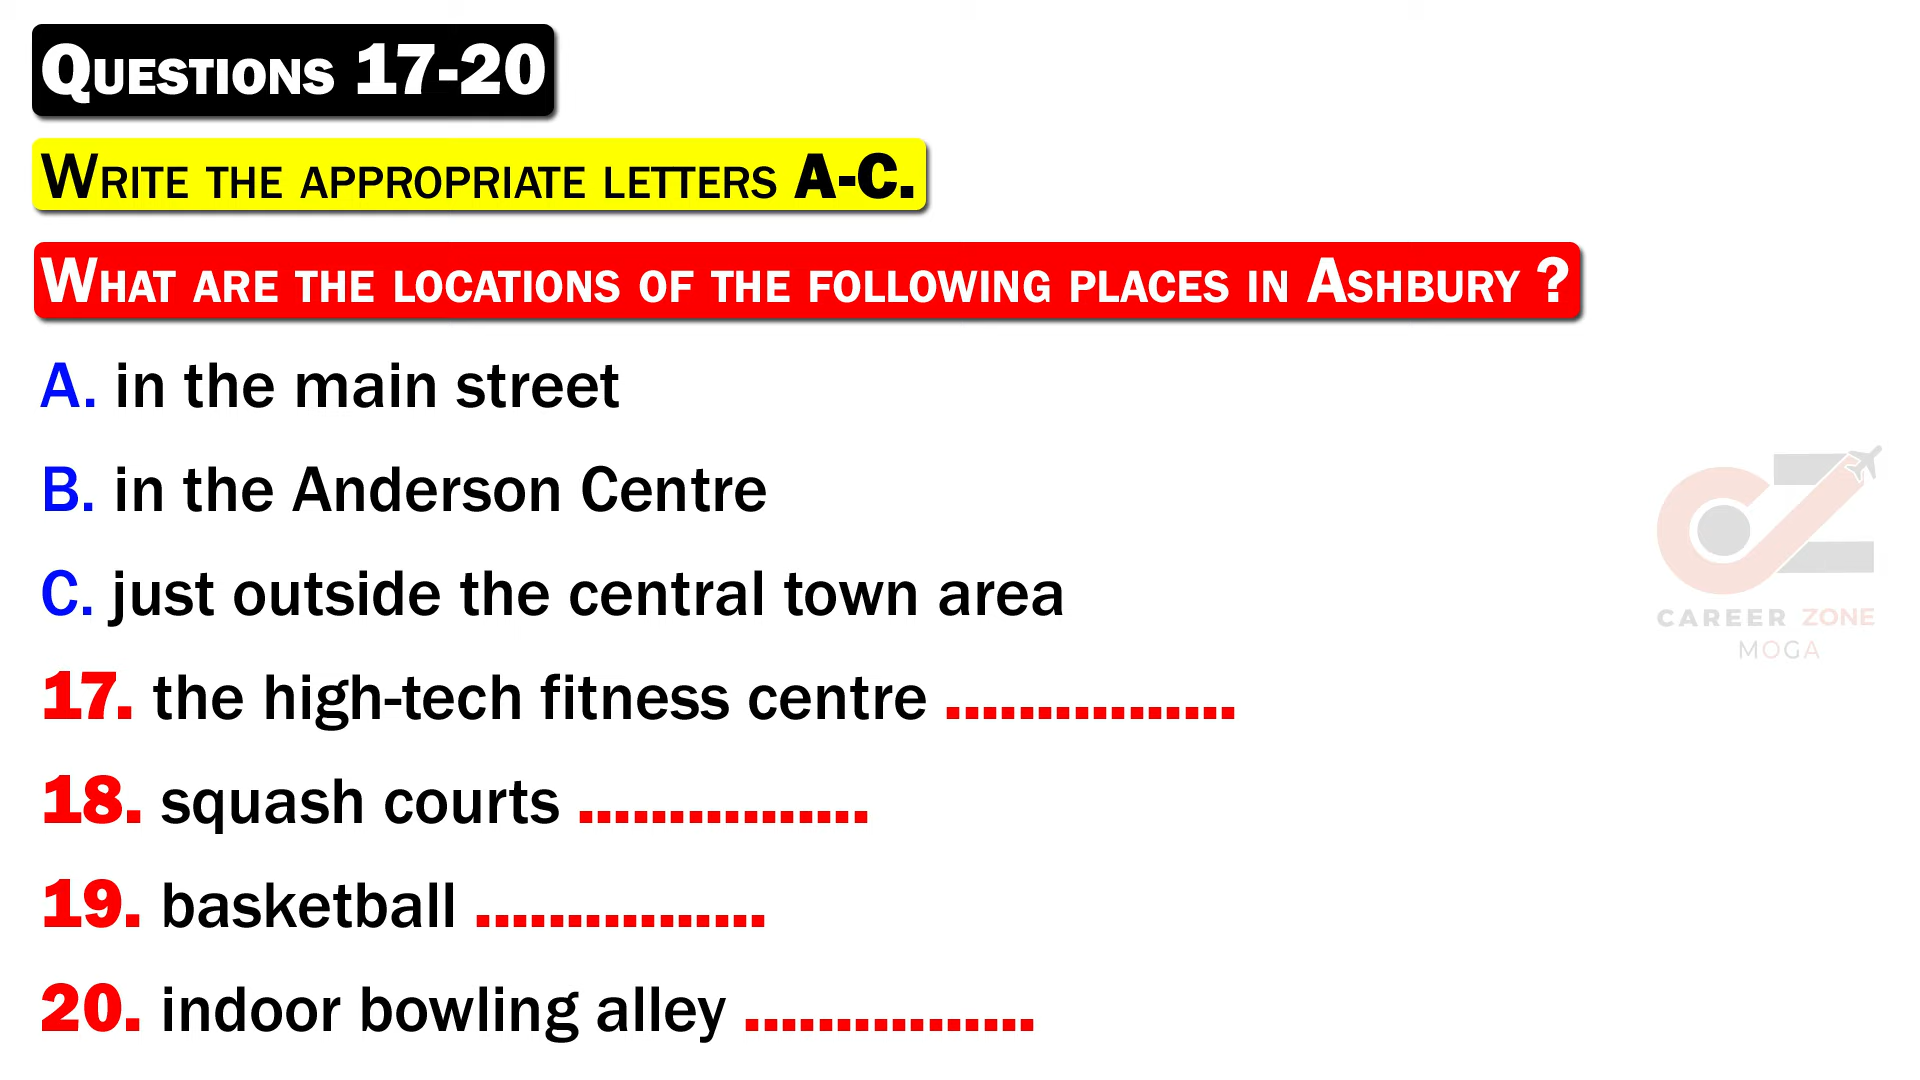 Questions 17-20
Write the appropriate letters A-C.
What are the locations of the following places in Ashbury ?
A. in the main street
B. in the Anderson Centre
C. just outside the central town area
17. the high-tech fitness centre ................
18. squash courts ................
19. basketball ................
20. indoor bowling alley ................
CZ
CAREER ZONE
MOGA